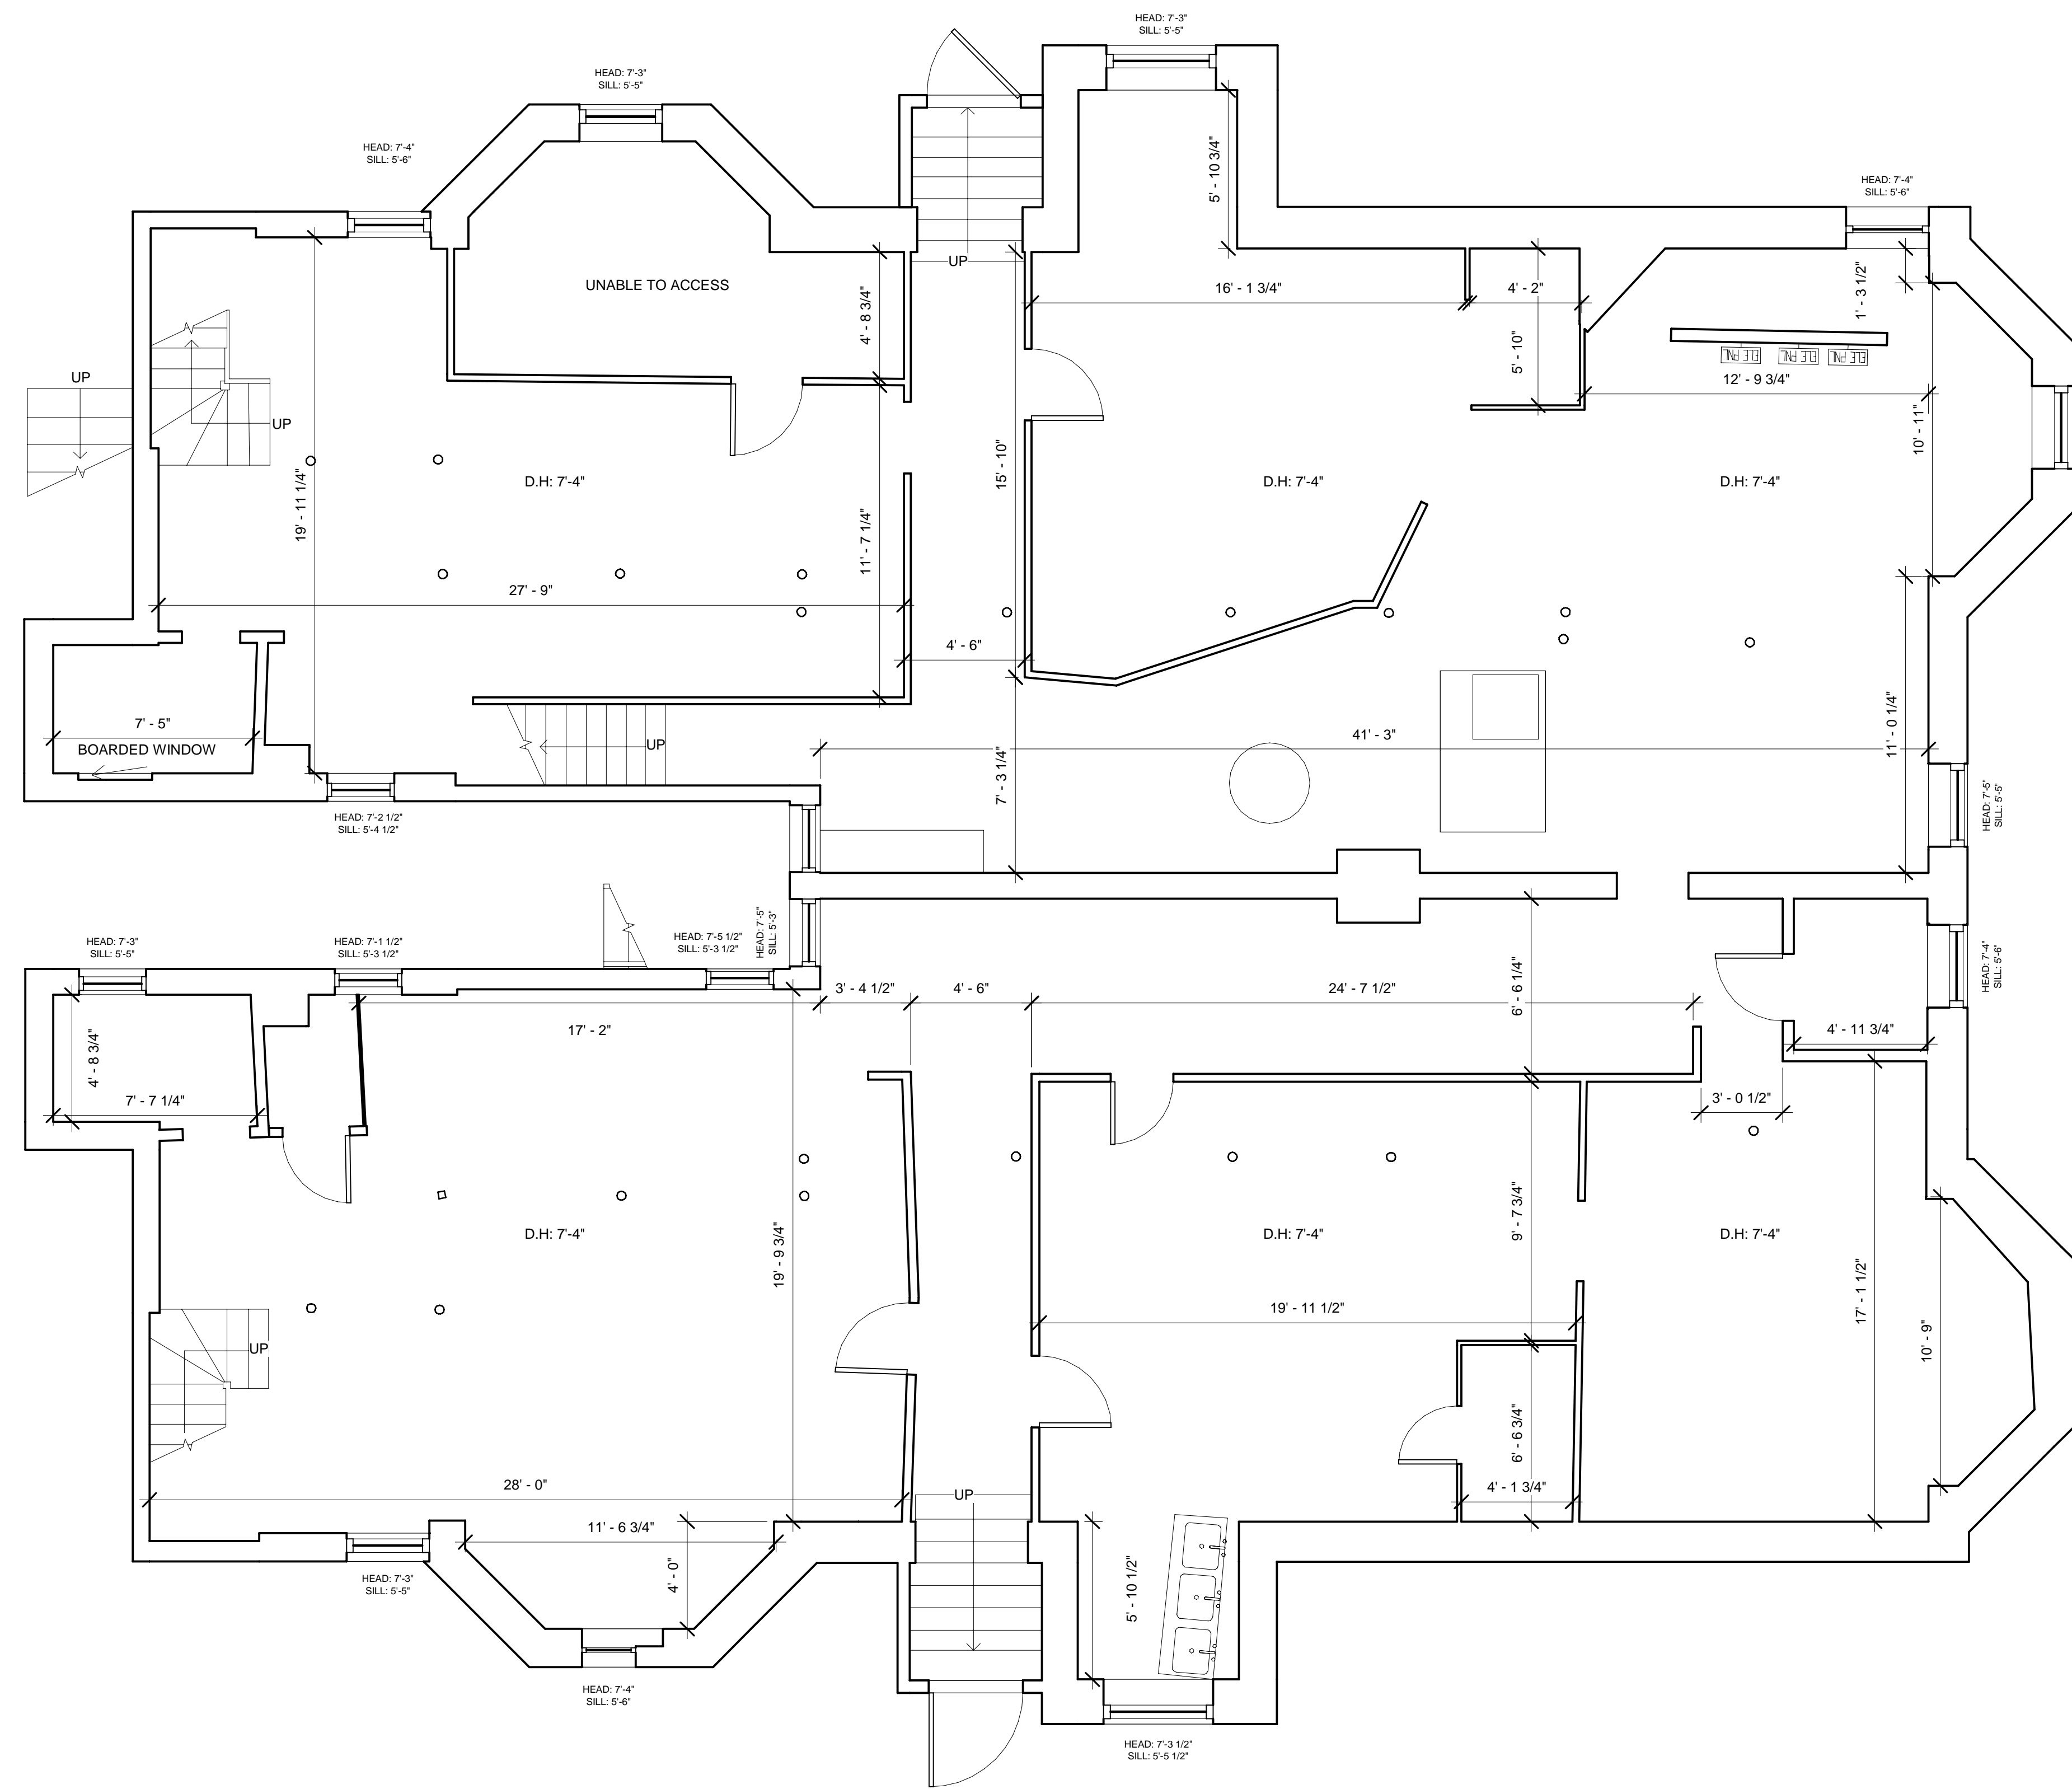 HEAD: 7'-3"
SILL: 5'-5"
HEAD: 7'-3"
SILL: 5'-5"
HEAD: 7'-4"
SILL: 5'-6"
HEAD: 7'-4"
SILL: 5'-6"
5' - 10 3/4"
UP
UNABLE TO ACCESS
4' - 8 3/4"
16' - 1 3/4"
4' - 2"
1' - 3 1/2"
5' - 10"
ELE PNL
ELE PNL
ELE PNL
12' - 9 3/4"
UP
UP
10' - 11"
15' - 10"
D.H: 7'-4"
D.H: 7'-4"
D.H: 7'-4"
19' - 11 1/4"
11' - 7 1/4"
27' - 9"
4' - 6"
7' - 5"
BOARDED WINDOW
UP
41' - 3"
11' - 0 1/4"
7' - 3 1/4"
HEAD: 7'-5"
SILL: 5'-5"
HEAD: 7'-2 1/2"
SILL: 5'-4 1/2"
HEAD: 7'-3"
SILL: 5'-5"
HEAD: 7'-1 1/2"
SILL: 5'-3 1/2"
HEAD: 7'-5 1/2"
SILL: 5'-3 1/2"
HEAD: 7'-5"
SILL: 5'-3"
HEAD: 7'-4"
SILL: 5'-6"
3' - 4 1/2"
4' - 6"
24' - 7 1/2"
6' - 6 1/4"
17' - 2"
4' - 11 3/4"
4' - 8 3/4"
7' - 7 1/4"
3' - 0 1/2"
9' - 7 3/4"
D.H: 7'-4"
D.H: 7'-4"
D.H: 7'-4"
19' - 9 3/4"
17' - 1 1/2"
19' - 11 1/2"
10' - 9"
UP
6' - 6 3/4"
28' - 0"
4' - 1 3/4"
UP
11' - 6 3/4"
4' - 0"
5' - 10 1/2"
HEAD: 7'-3"
SILL: 5'-5"
HEAD: 7'-4"
SILL: 5'-6"
HEAD: 7'-3 1/2"
SILL: 5'-5 1/2"